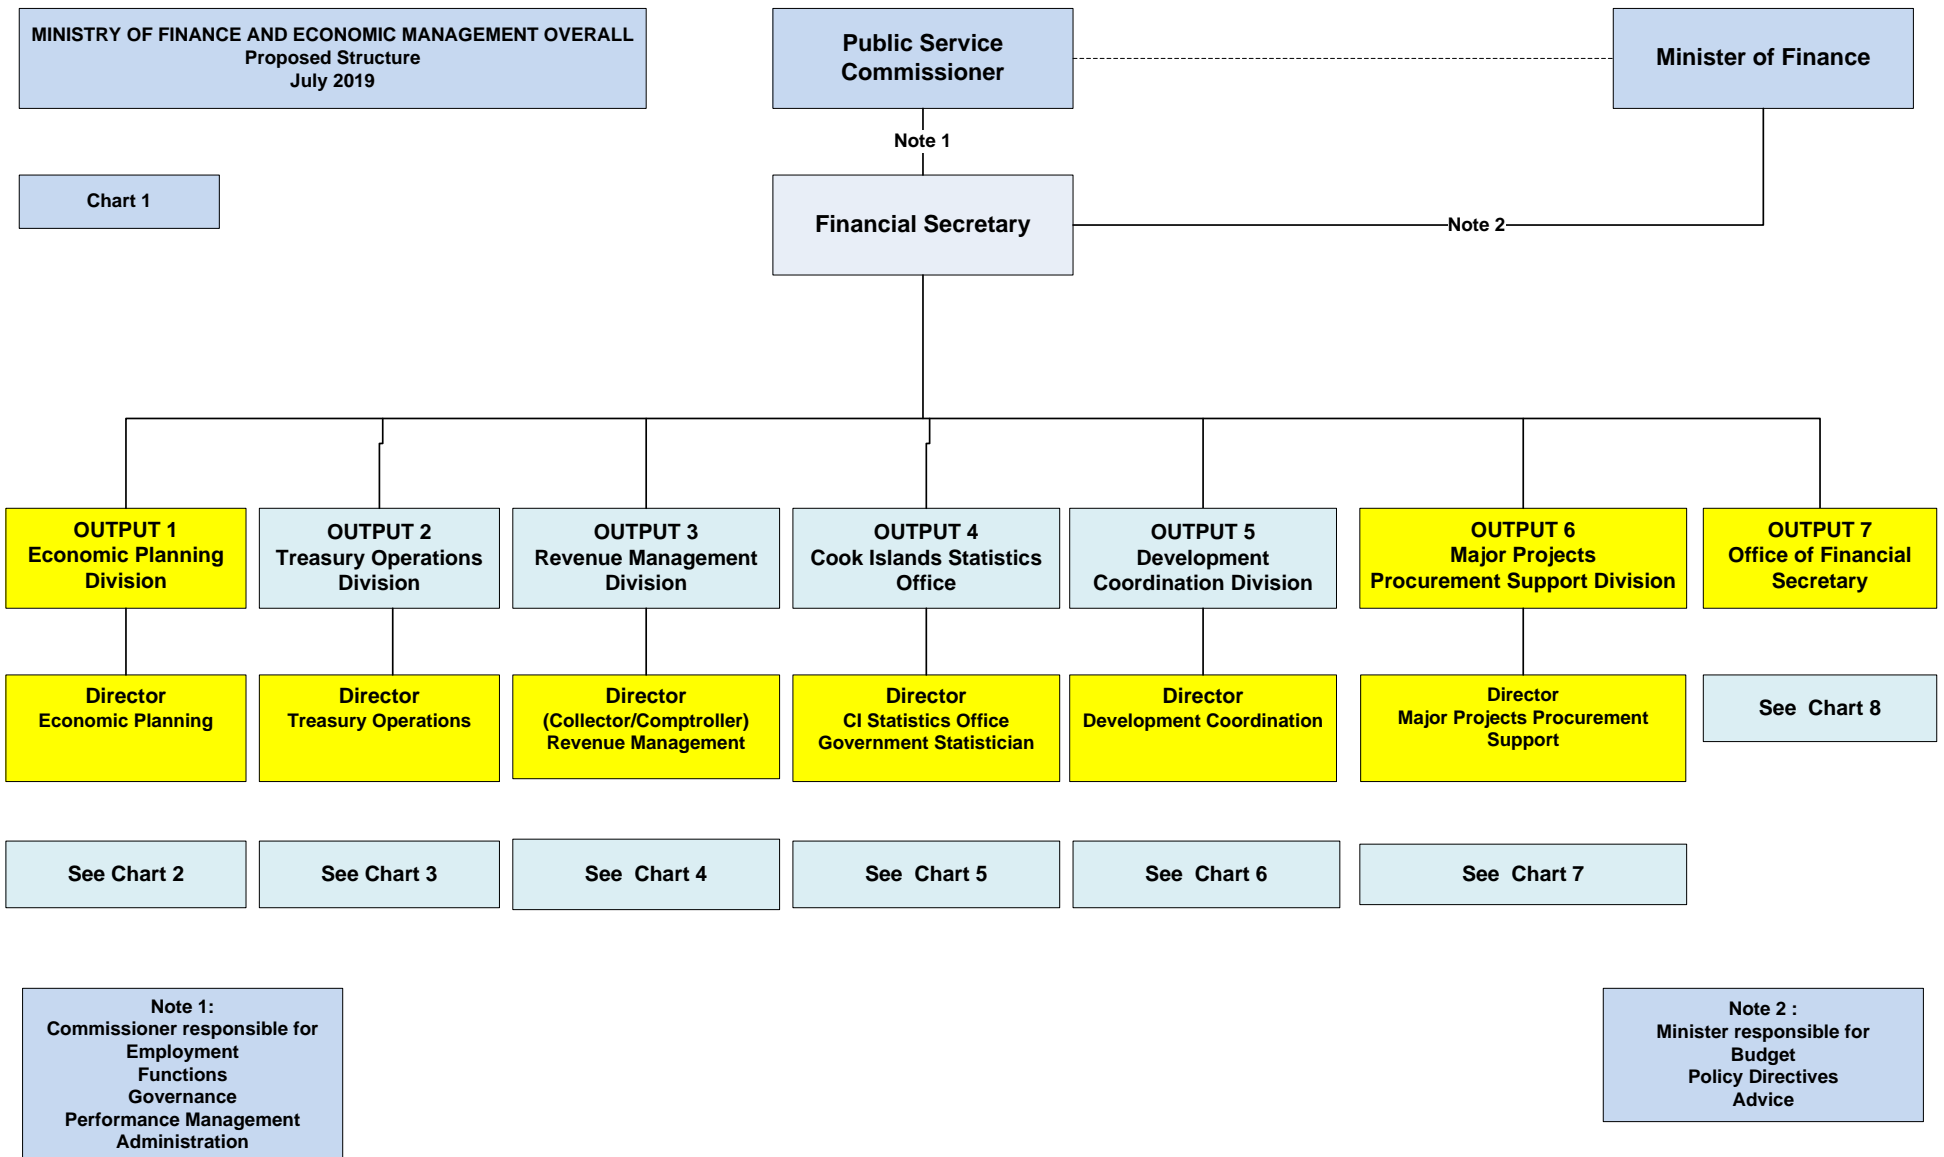 MINISTRY OF FINANCE AND ECONOMIC MANAGEMENT OVERALL
Proposed Structure
July 2019
Public Service
Commissioner
Minister of Finance
Note 1
Chart 1
Financial Secretary
Note 2
OUTPUT 1
Economic Planning
Division
OUTPUT 2
Treasury Operations
Division
OUTPUT 3
Revenue Management
Division
OUTPUT 4
Cook Islands Statistics
Office
OUTPUT 5
Development
Coordination Division
OUTPUT 6
Major Projects
Procurement Support Division
OUTPUT 7
Office of Financial
Secretary
Director
Economic Planning
Director
Treasury Operations
Director
(Collector/Comptroller)
Revenue Management
Director
CI Statistics Office
Government Statistician
Director
Development Coordination
Director
Major Projects Procurement
Support
See Chart 8
See Chart 2
See Chart 3
See Chart 4
See Chart 5
See Chart 6
See Chart 7
Note 1:
Commissioner responsible for
Employment
Functions
Governance
Performance Management
Administration
Note 2 :
Minister responsible for
Budget
Policy Directives
Advice